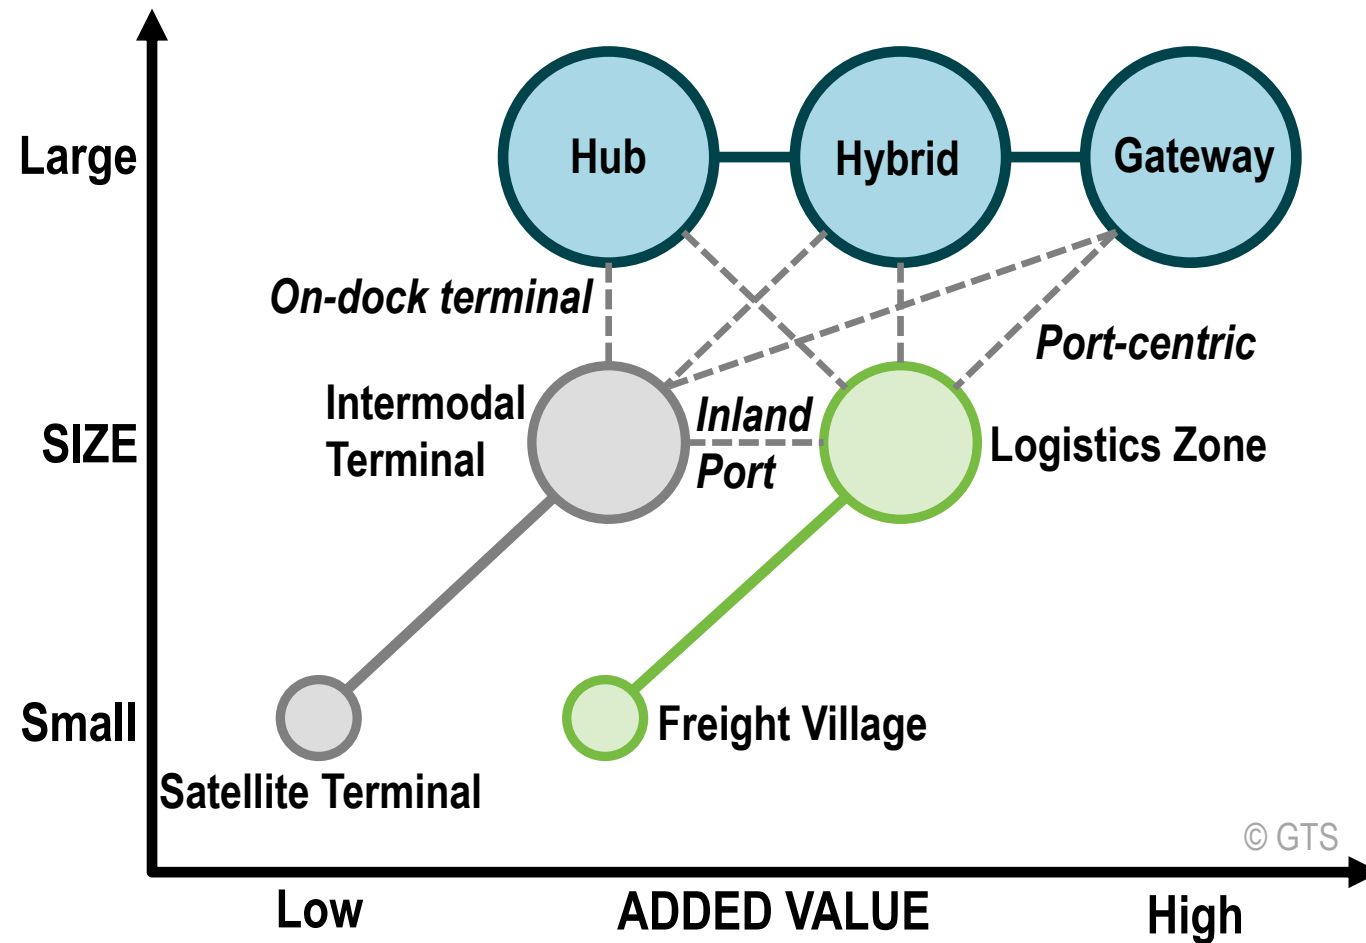 Large
Hub
Hybrid
Gateway
On-dock terminal
Port-centric
Intermodal
Terminal
Inland
Port
SIZE
Logistics Zone
Small
Freight Village
Satellite Terminal
© GTS
Low
ADDED VALUE
High